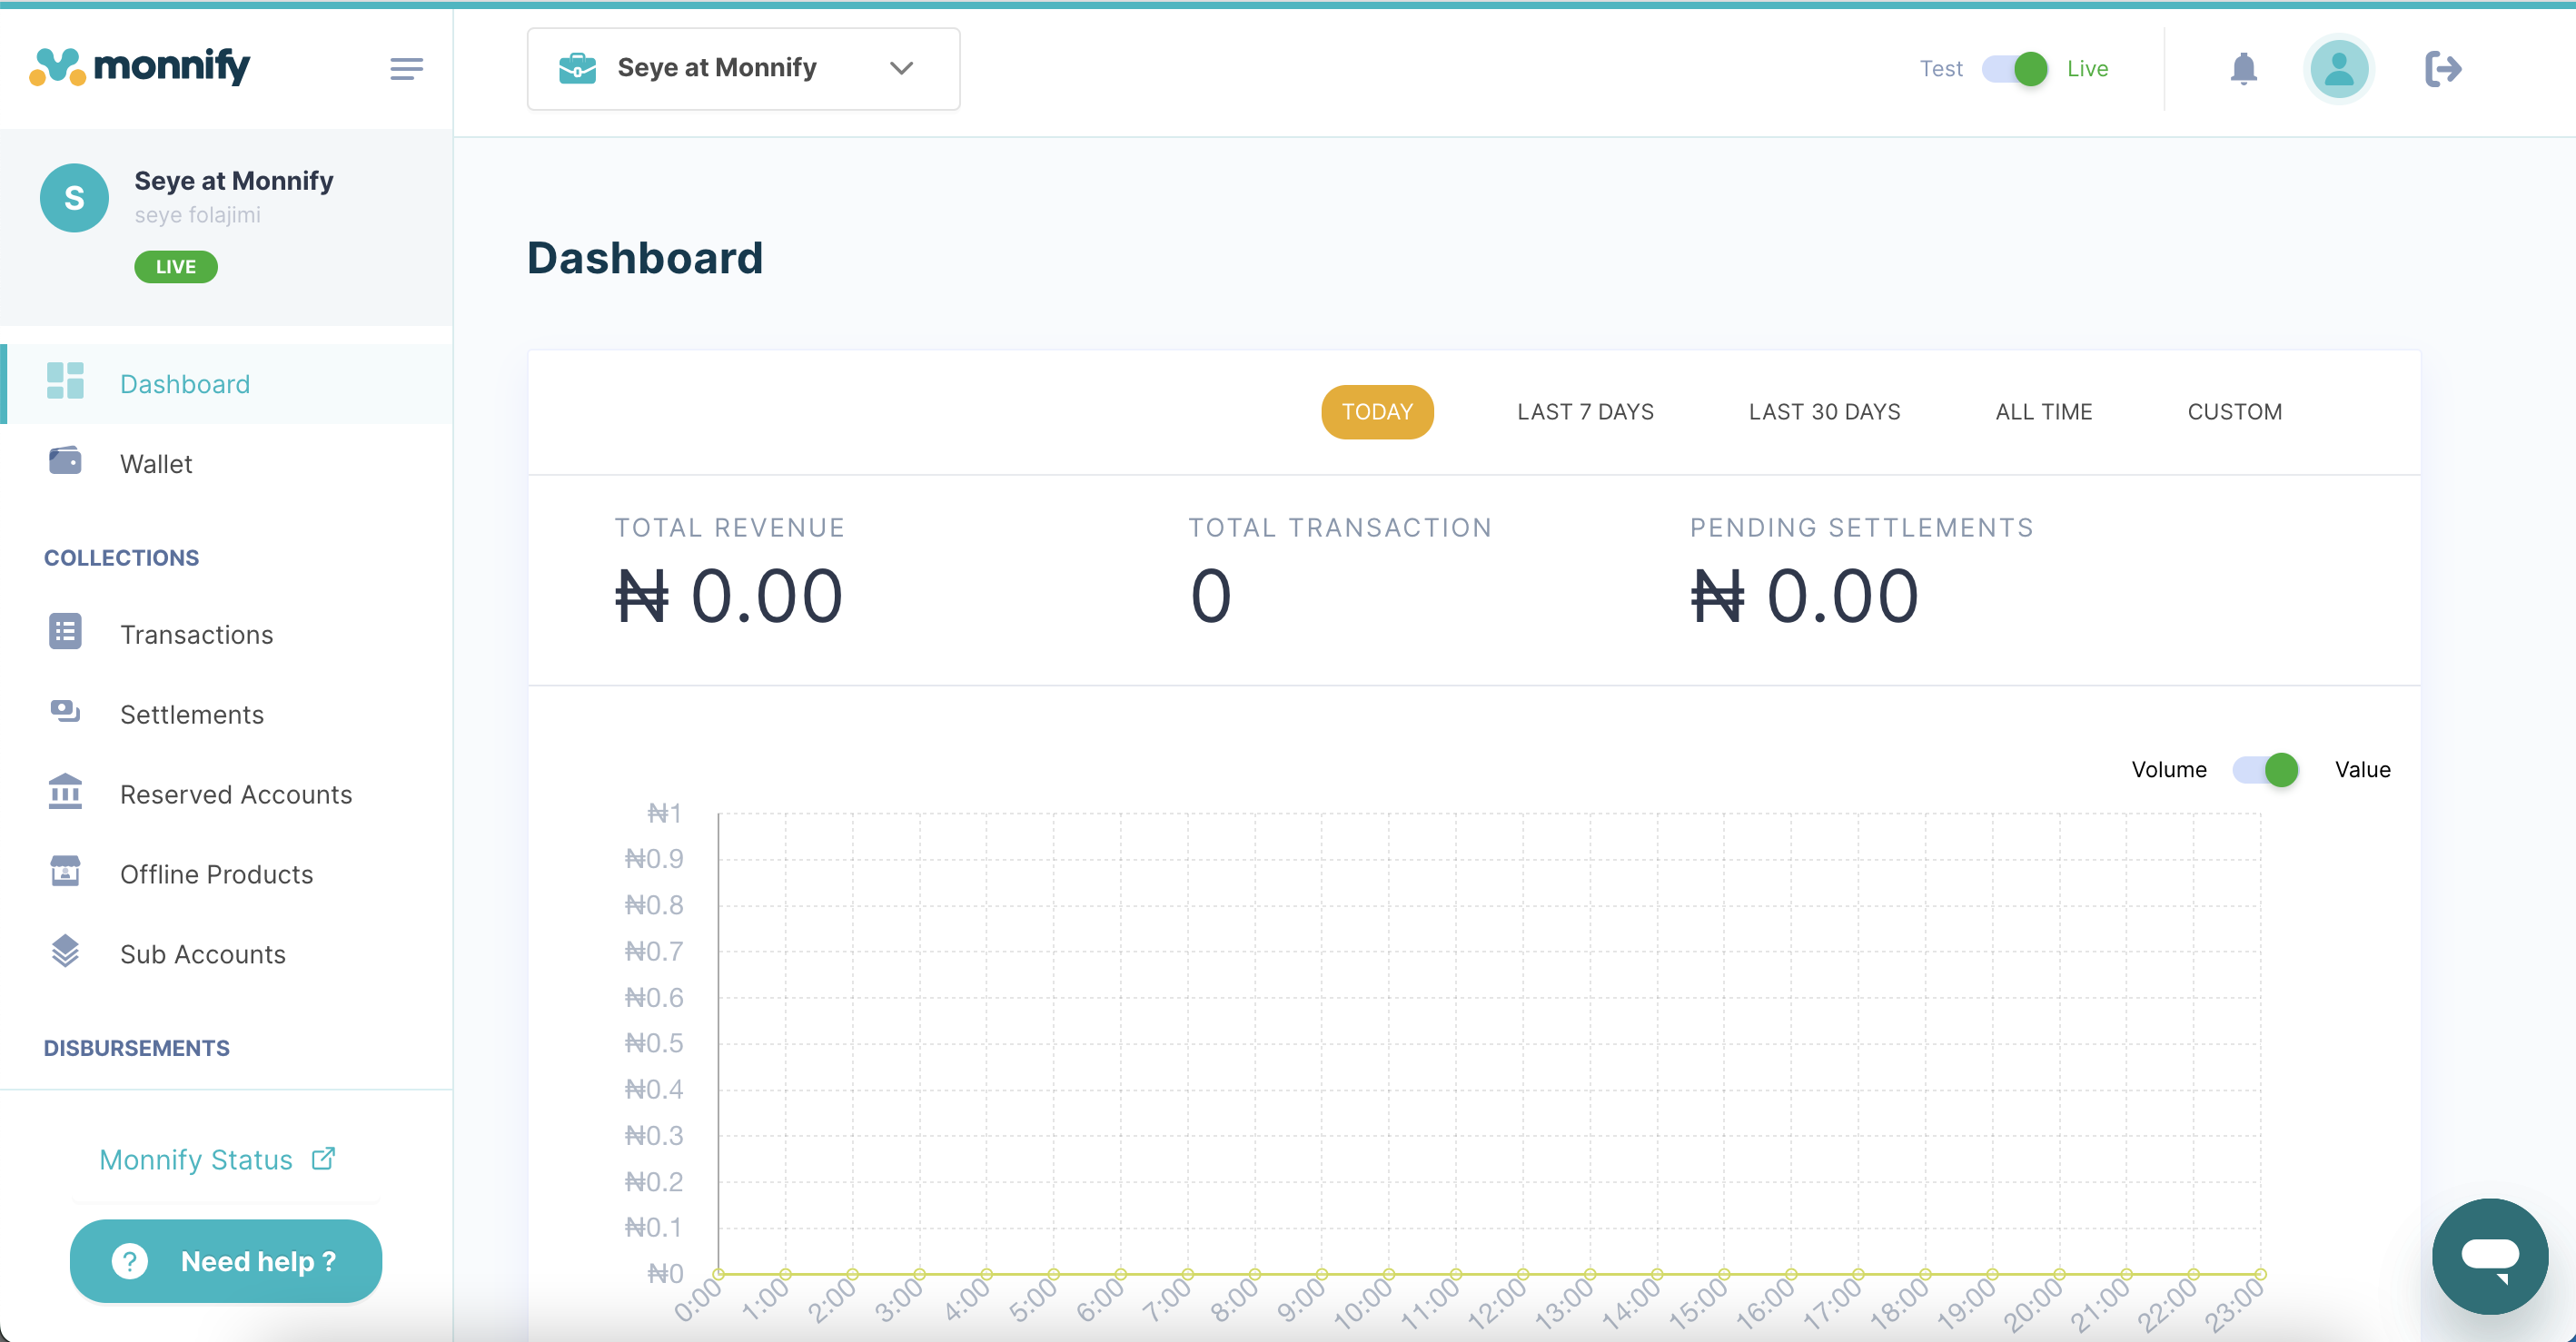 monnify
Seye at Monnify
Test Live
S
Seye at Monnify
seye folajimi
LIVE
Dashboard
Wallet
COLLECTIONS
Transactions
Settlements
Reserved Accounts
Offline Products
Sub Accounts
DISBURSEMENTS
Monnify Status
? Need help ?
Dashboard
TODAY LAST 7 DAYS LAST 30 DAYS ALL TIME CUSTOM
TOTAL REVENUE TOTAL TRANSACTION PENDING SETTLEMENTS
₦ 0.00 0 ₦ 0.00
Volume Value
₦1
₦0.9
₦0.8
₦0.7
₦0.6
₦0.5
₦0.4
₦0.3
₦0.2
₦0.1
₦0
0:00 1:00 2:00 3:00 4:00 5:00 6:00 7:00 8:00 9:00 10:00 11:00 12:00 13:00 14:00 15:00 16:00 17:00 18:00 19:00 20:00 21:00 22:00 23:00